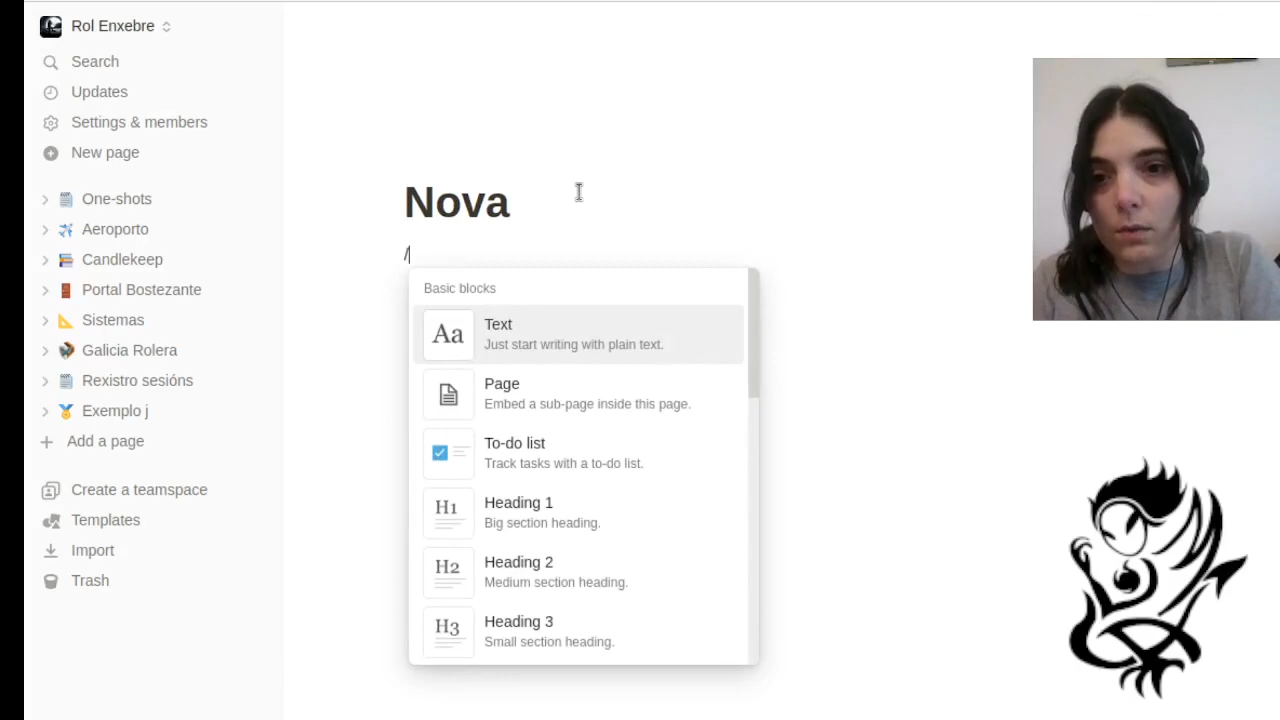 Rol Enxebre
Search
Updates
Settings & members
New page
One-shots
Aeroporto
Candlekeep
Portal Bostezante
Sistemas
Galicia Rolera
Rexistro sesións
Exemplo j
Add a page
Create a teamspace
Templates
Import
Trash
Nova
/
Basic blocks
Aa
Text
Just start writing with plain text.
Page
Embed a sub-page inside this page.
To-do list
Track tasks with a to-do list.
H1
Heading 1
Big section heading.
H2
Heading 2
Medium section heading.
H3
Heading 3
Small section heading.